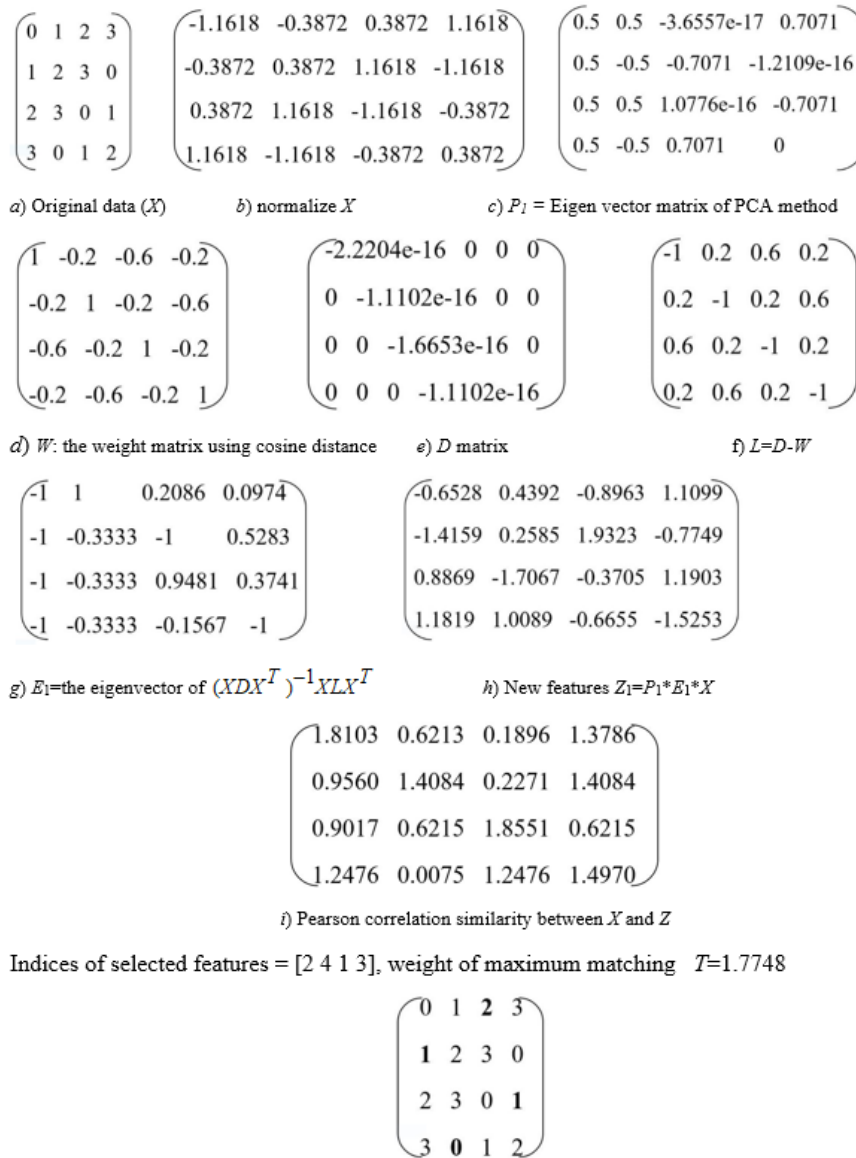 0 1 2 3 -1.1618 -0.3872 0.3872 1.1618 0.5 0.5 -3.6557e-17 0.7071
1 2 3 0 -0.3872 0.3872 1.1618 -1.1618 0.5 -0.5 -0.7071 -1.2109e-16
2 3 0 1 0.3872 1.1618 -1.1618 -0.3872 0.5 0.5 1.0776e-16 -0.7071
3 0 1 2 1.1618 -1.1618 -0.3872 0.3872 0.5 -0.5 0.7071 0
a) Original data (X) b) normalize X c) P1 = Eigen vector matrix of PCA method
1 -0.2 -0.6 -0.2 -2.2204e-16 0 0 0 -1 0.2 0.6 0.2
-0.2 1 -0.2 -0.6 0 -1.1102e-16 0 0 0.2 -1 0.2 0.6
-0.6 -0.2 1 -0.2 0 0 -1.6653e-16 0 0.6 0.2 -1 0.2
-0.2 -0.6 -0.2 1 0 0 0 -1.1102e-16 0.2 0.6 0.2 -1
d) W: the weight matrix using cosine distance e) D matrix f) L=D-W
-1 1 0.2086 0.0974 -0.6528 0.4392 -0.8963 1.1099
-1 -0.3333 -1 0.5283 -1.4159 0.2585 1.9323 -0.7749
-1 -0.3333 0.9481 0.3741 0.8869 -1.7067 -0.3705 1.1903
-1 -0.3333 -0.1567 -1 1.1819 1.0089 -0.6655 -1.5253
g) E1=the eigenvector of (XDX^T)^-1XLX^T h) New features Z1=P1*E1*X
1.8103 0.6213 0.1896 1.3786
0.9560 1.4084 0.2271 1.4084
0.9017 0.6215 1.8551 0.6215
1.2476 0.0075 1.2476 1.4970
i) Pearson correlation similarity between X and Z
Indices of selected features = [2 4 1 3], weight of maximum matching T=1.7748
0 1 2 3
1 2 3 0
2 3 0 1
3 0 1 2